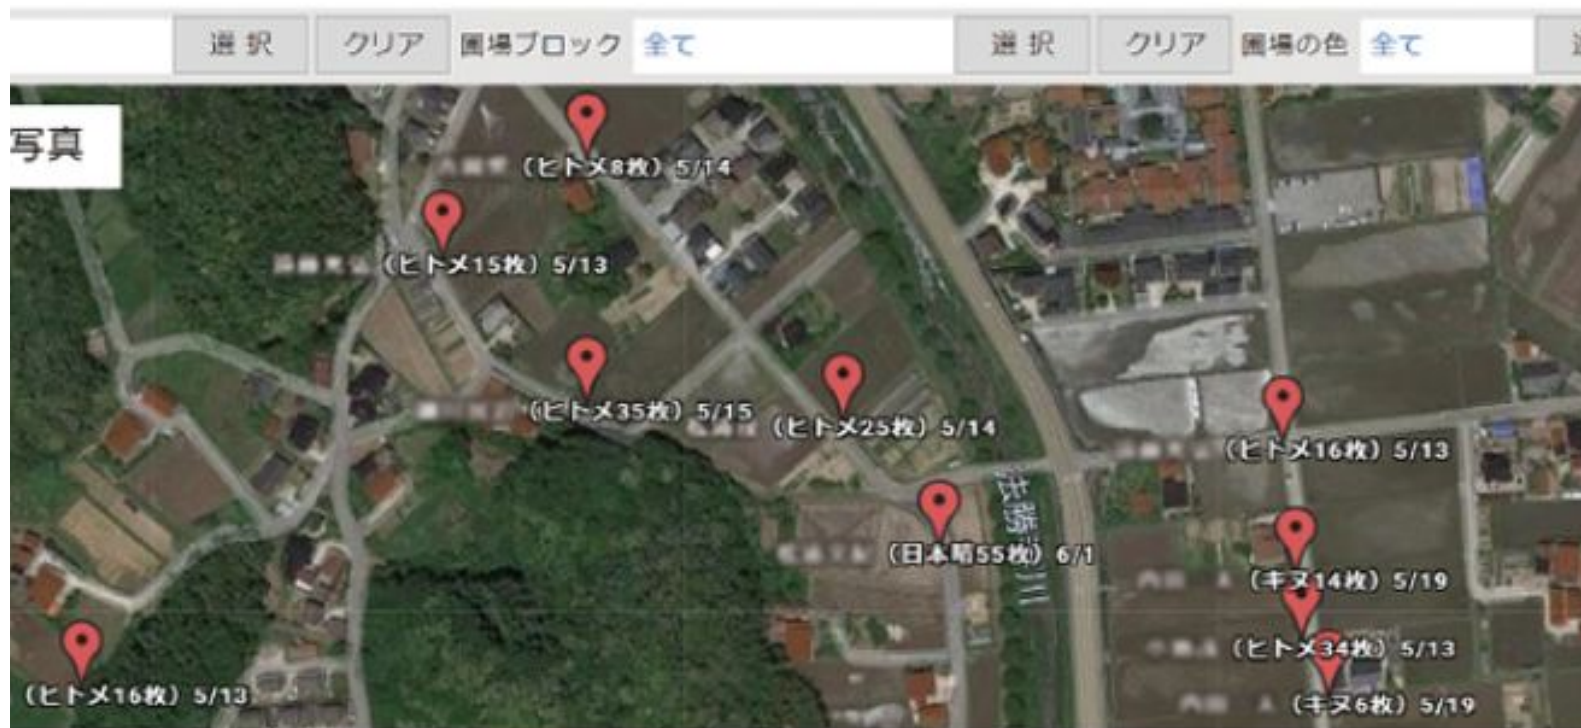 選択 クリア 圃場ブロック 全て 選択 クリア 圃場の色 全て
写真
(ヒトメ8枚) 5/14
(ヒトメ15枚) 5/13
(ヒトメ35枚) 5/15
(ヒトメ25枚) 5/14
(ヒトメ16枚) 5/13
(日本晴55枚) 6/1
(キヌ14枚) 5/19
(ヒトメ34枚) 5/13
(ヒトメ16枚) 5/13
(キヌ6枚) 5/19